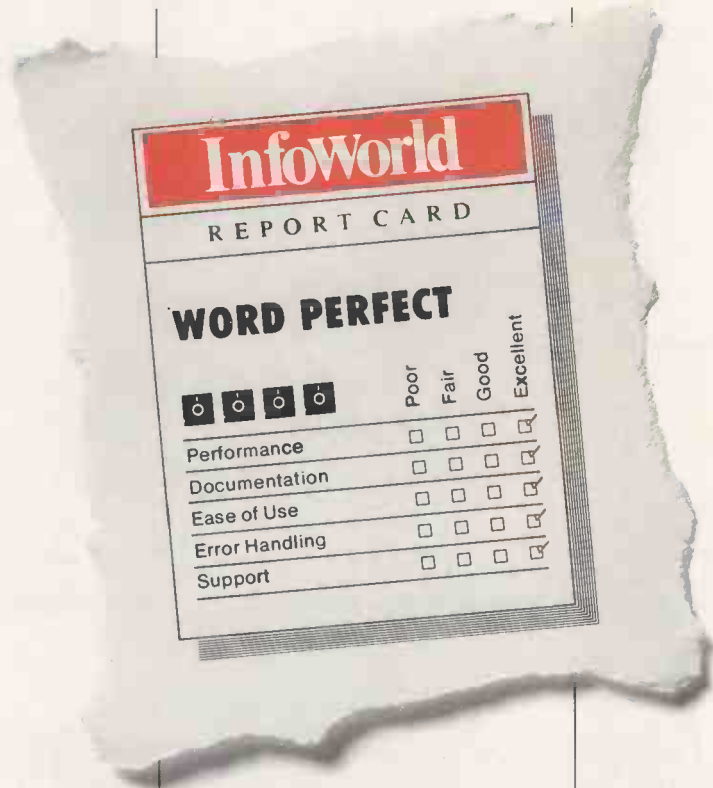 InfoWorld
REPORT CARD
WORD PERFECT
Poor
Fair
Good
Excellent
Performance
Documentation
Ease of Use
Error Handling
Support